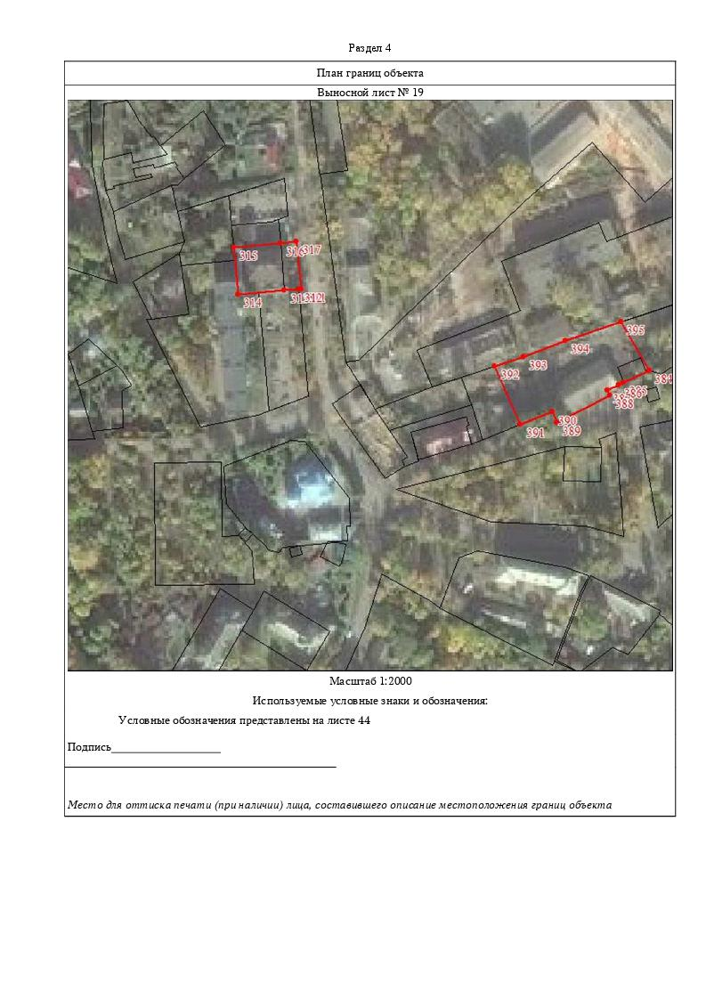 Раздел 4
План границ объекта
Выносной лист № 19
315
317
314
395
394
393
392
384
388
390
389
391
Масштаб 1:2000
Используемые условные знаки и обозначения:
Условные обозначения представлены на листе 44
Подпись
Место для оттиска печати (при наличии) лица, составившего описание местоположения границ объекта